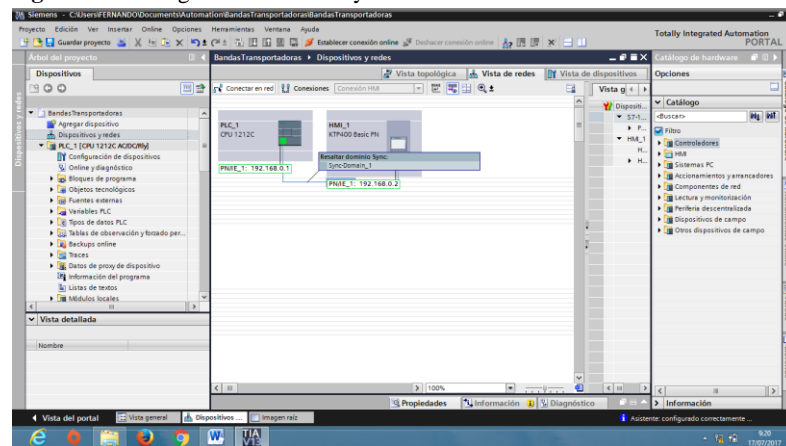 Siemens - C:\Users\FERNANDO\Documents\Automation\BandasTransportadoras\BandasTransportadoras
Proyecto Edición Ver Insertar Online Opciones Herramientas Ventana Ayuda
Totally Integrated Automation
PORTAL
Guardar proyecto
Establecer conexión online
Deshacer conexión online
Árbol del proyecto
BandasTransportadoras ▸ Dispositivos y redes
Catálogo de hardware
Dispositivos
Vista topológica
Vista de redes
Vista de dispositivos
Opciones
Conectar en red
Conexiones
Conexión HMI
Vista g
Dispositi...
S7-1...
P...
HMI_1
H...
H...
BandasTransportadoras
Agregar dispositivo
Dispositivos y redes
PLC_1 [CPU 1212C AC/DC/Rly]
Configuración de dispositivos
Online y diagnóstico
Bloques de programa
Objetos tecnológicos
Fuentes externas
Variables PLC
Tipos de datos PLC
Tablas de observación y forzado per...
Backups online
Traces
Datos de proxy de dispositivo
Información del programa
Listas de textos
Módulos locales
Dispositivos y redes
PLC_1
CPU 1212C
HMI_1
KTP400 Basic PN
Resaltar dominio Sync:
Sync-Domain_1
PN/IE_1: 192.168.0.1
PN/IE_1: 192.168.0.2
Catálogo
<Buscar>
Filtro
Controladores
HMI
Sistemas PC
Accionamientos y arrancadores
Componentes de red
Lectura y monitorización
Periferia descentralizada
Dispositivos de campo
Otros dispositivos de campo
Vista detallada
Nombre
100%
Propiedades
Información
Diagnóstico
Información
Vista del portal
Vista general
Dispositivos ...
Imagen raíz
Asistente: configurado correctamente ...
TIA
V13
9:20
17/07/2017